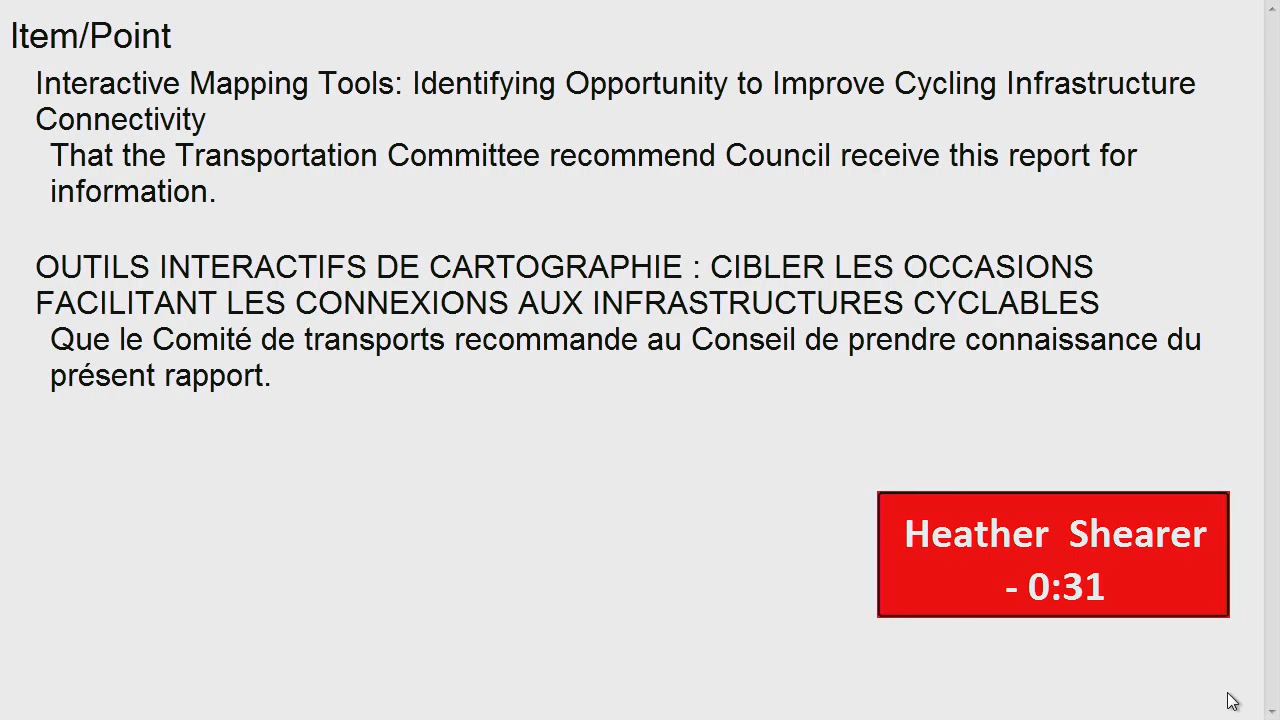 Item/Point
Interactive Mapping Tools: Identifying Opportunity to Improve Cycling Infrastructure
Connectivity
That the Transportation Committee recommend Council receive this report for
information.
OUTILS INTERACTIFS DE CARTOGRAPHIE : CIBLER LES OCCASIONS
FACILITANT LES CONNEXIONS AUX INFRASTRUCTURES CYCLABLES
Que le Comité de transports recommande au Conseil de prendre connaissance du
présent rapport.
Heather Shearer
- 0:31